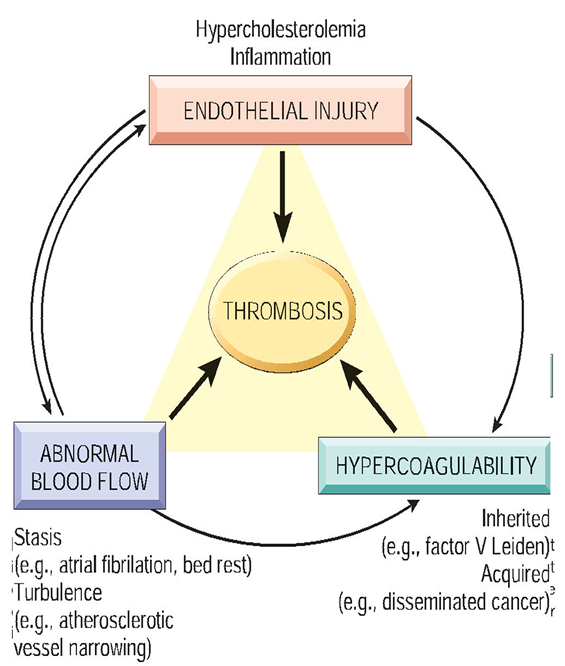 Hypercholesterolemia
Inflammation
ENDOTHELIAL INJURY
THROMBOSIS
ABNORMAL
BLOOD FLOW
HYPERCOAGULABILITY
Stasis
(e.g., atrial fibrilation, bed rest)
Turbulence
(e.g., atherosclerotic
vessel narrowing)
Inherited
(e.g., factor V Leiden)
Acquired
(e.g., disseminated cancer)